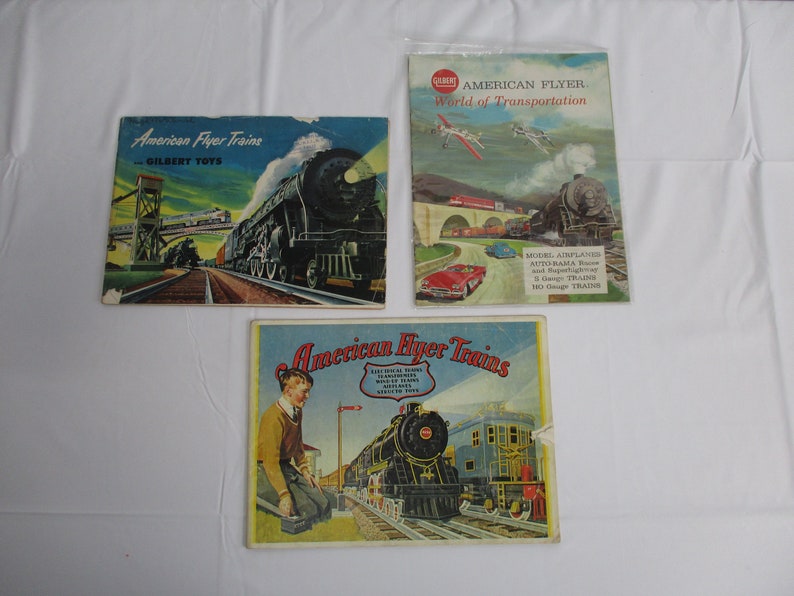 American Flyer Trains
AND GILBERT TOYS
GILBERT
AMERICAN FLYER
World of Transportation
MODEL AIRPLANES
AUTO-RAMA Races
and Superhighway
S Gauge TRAINS
HO Gauge TRAINS
American Flyer Trains
ELECTRICAL TRAINS
TRANSFORMERS
WIND-UP TRAINS
AIRPLANES
STRUCTO TOYS